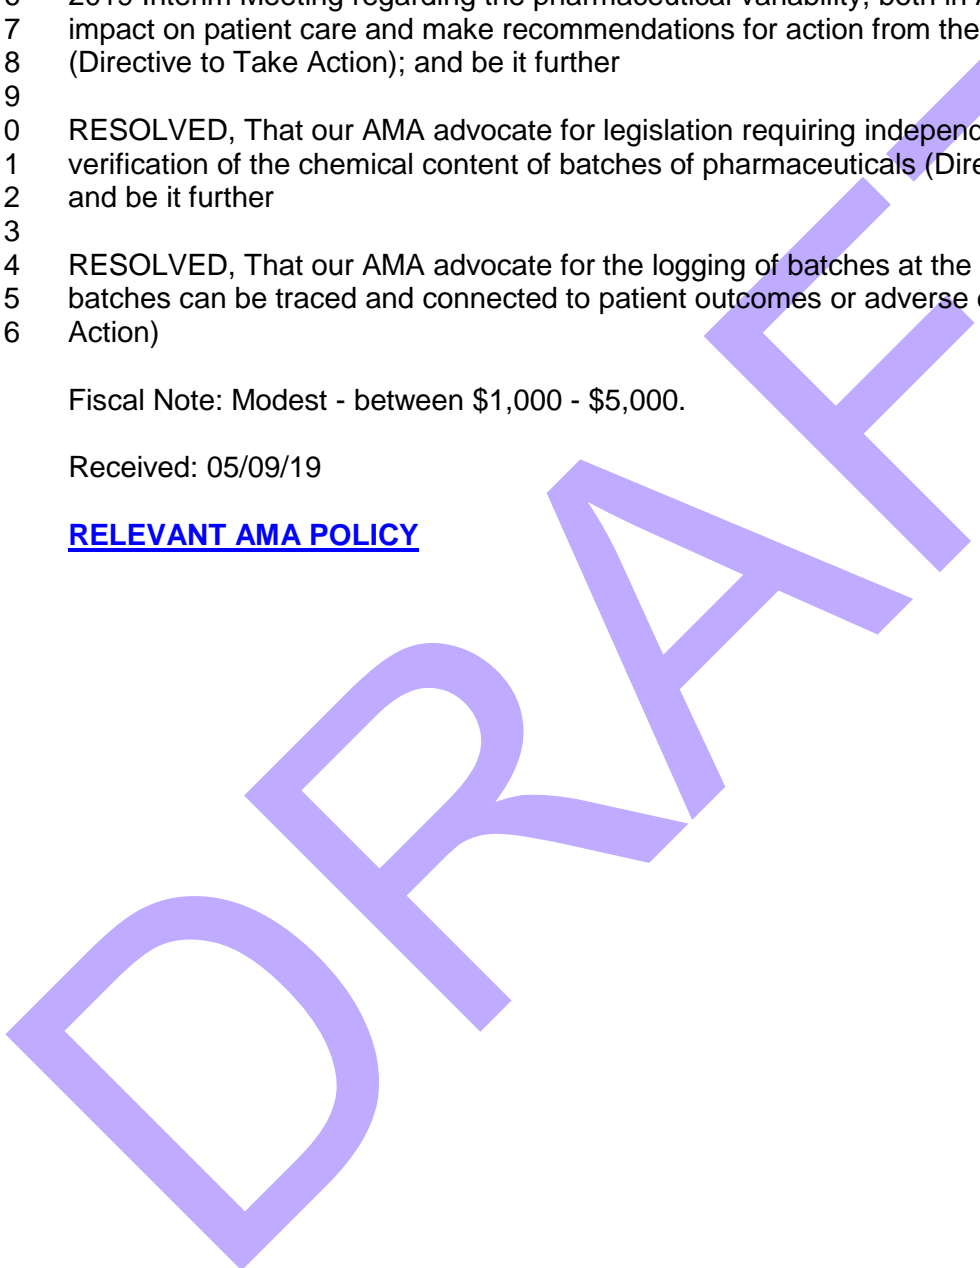 6 2019 Interim Meeting regarding the pharmaceutical variability, both in
7 impact on patient care and make recommendations for action from the
8 (Directive to Take Action); and be it further
9
0 RESOLVED, That our AMA advocate for legislation requiring
1 verification of the chemical content of batches of pharmaceuticals
2 and be it further
3
4 RESOLVED, That our AMA advocate for the logging of batches at the
5 batches can be traced and connected to patient outcomes or adverse
6 Action)
Fiscal Note: Modest - between $1,000 - $5,000.
Received: 05/09/19
RELEVANT AMA POLICY
DRAFT